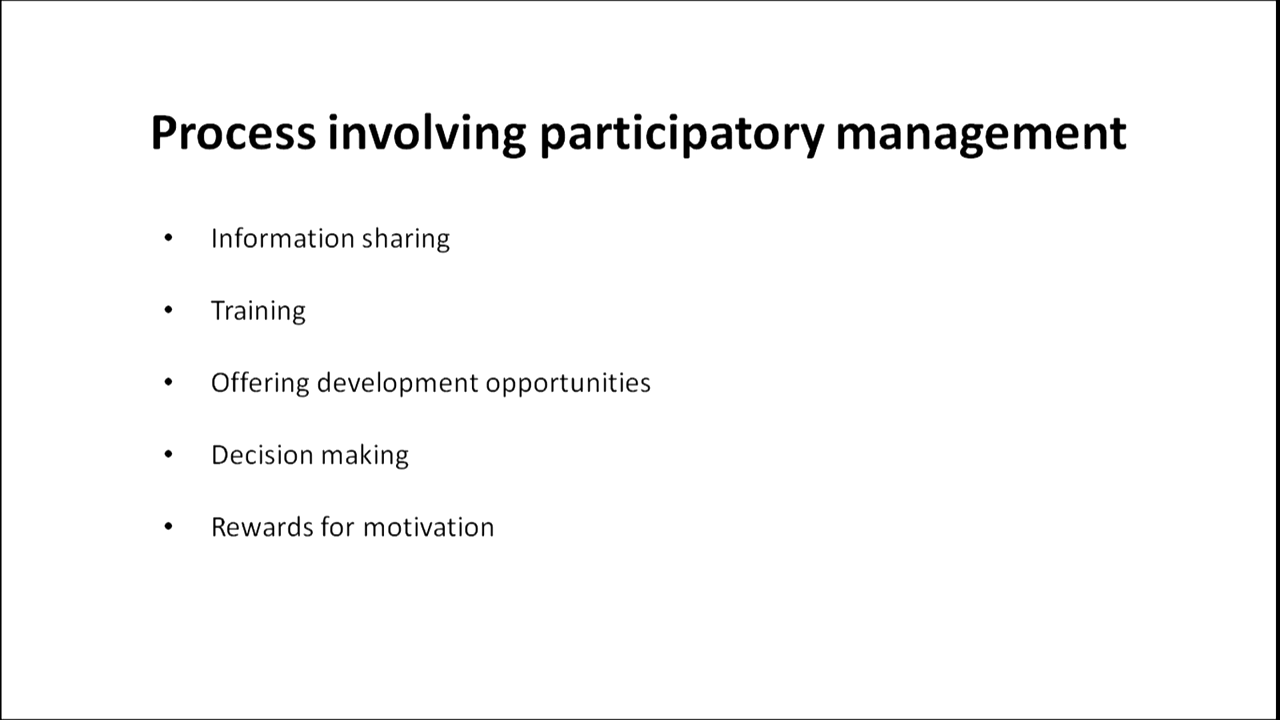 Process involving participatory management
• Information sharing
• Training
• Offering development opportunities
• Decision making
• Rewards for motivation